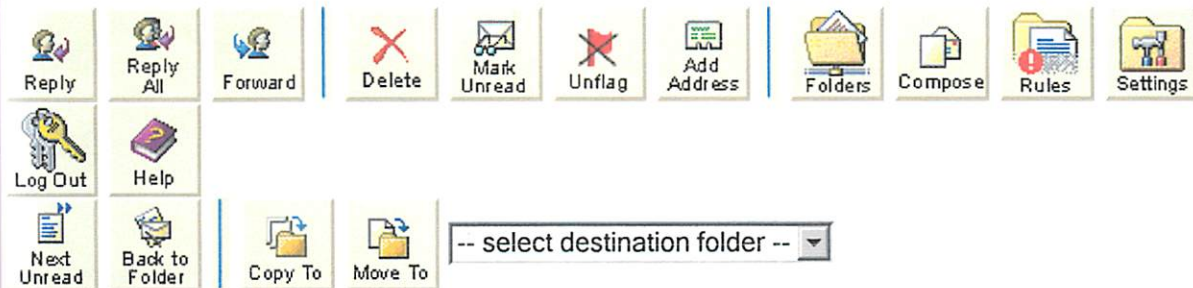 Reply
Reply
All
Forward
Delete
Mark
Unread
Unflag
Add
Address
Folders
Compose
Rules
Settings
Log Out
Help
Next
Unread
Back to
Folder
Copy To
Move To
-- select destination folder --